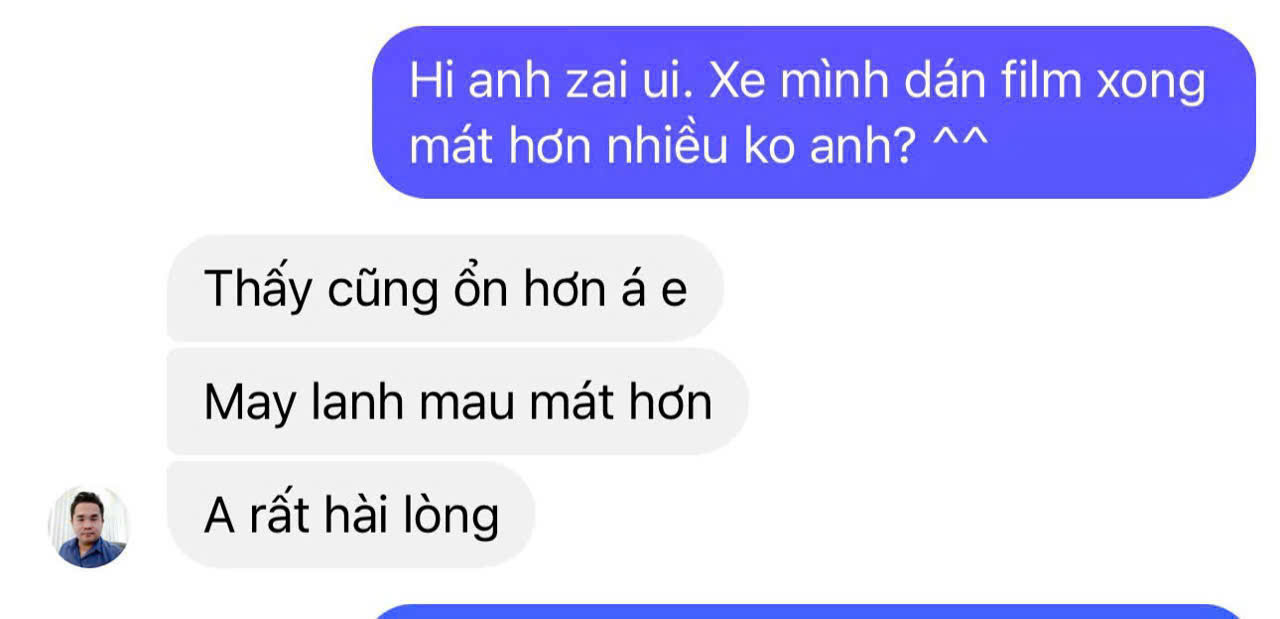 Hi anh zai ui. Xe mình dán film xong
mát hơn nhiều ko anh? ^^
Thấy cũng ổn hơn á e
May lanh mau mát hơn
A rất hài lòng